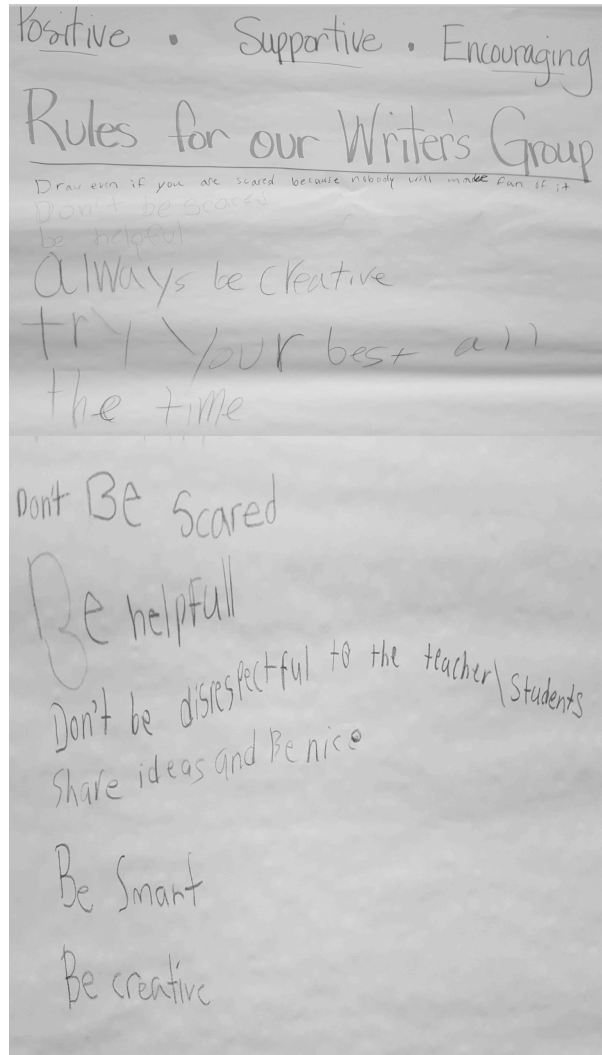 Positive • Supportive • Encouraging
Rules for our Writer's Group
Draw even if you are scared because nobody will make fun of it
Don't be scared
be helpful
always be creative
try your best all
the time
Don't Be Scared
Be helpfull
Don't be disrespectful to the teacher\Students
Share ideas and Be nice
Be Smart
Be creative